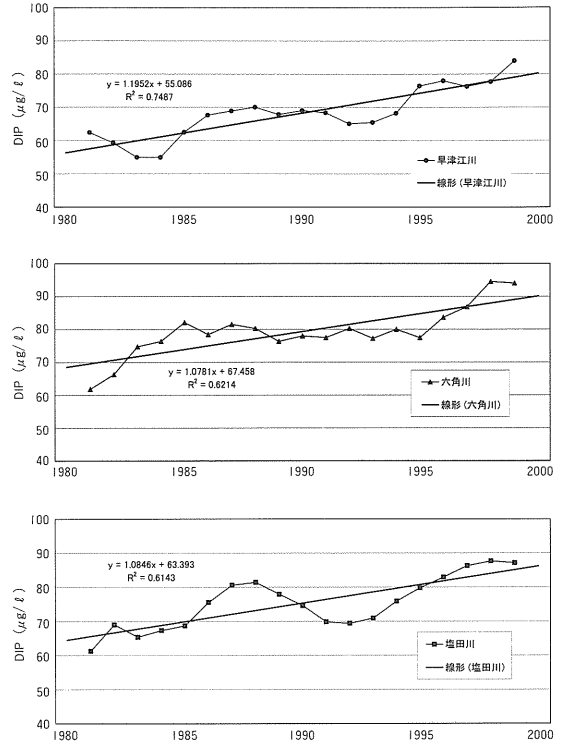 100
90
80
70
60
50
40
DIP (μg/ℓ)
y = 1.1952x + 55.086
R² = 0.7487
早津江川
線形 (早津江川)
1980 1985 1990 1995 2000
100
90
80
70
60
50
40
DIP (μg/ℓ)
y = 1.0781x + 67.458
R² = 0.6214
六角川
線形 (六角川)
1980 1985 1990 1995 2000
100
90
80
70
60
50
40
DIP (μg/ℓ)
y = 1.0846x + 63.393
R² = 0.6143
塩田川
線形 (塩田川)
1980 1985 1990 1995 2000